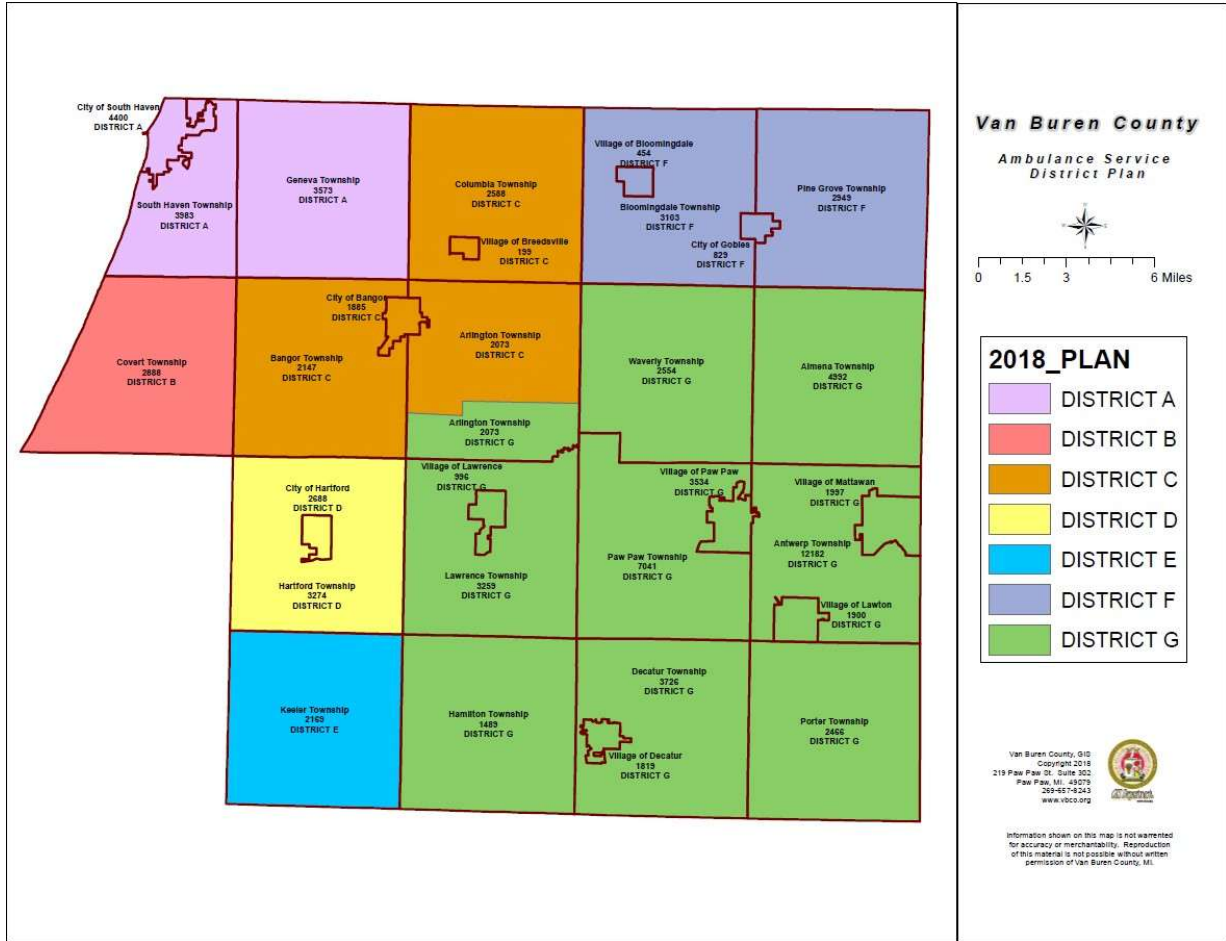 City of South Haven
4400
DISTRICT A
South Haven Township
3983
DISTRICT A
Geneva Township
3573
DISTRICT A
Columbia Township
2588
DISTRICT C
Village of Breedsville
199
DISTRICT C
Village of Bloomingdale
454
DISTRICT F
Bloomingdale Township
3103
DISTRICT F
City of Gobles
829
DISTRICT F
Pine Grove Township
2949
DISTRICT F
Covert Township
2888
DISTRICT B
City of Bangor
1885
DISTRICT C
Bangor Township
2147
DISTRICT C
Arlington Township
2073
DISTRICT C
Arlington Township
2073
DISTRICT G
Waverly Township
2554
DISTRICT G
Almena Township
4992
DISTRICT G
City of Hartford
2688
DISTRICT D
Hartford Township
3274
DISTRICT D
Village of Lawrence
996
DISTRICT G
Lawrence Township
3259
DISTRICT G
Village of Paw Paw
3534
DISTRICT G
Paw Paw Township
7041
DISTRICT G
Village of Mattawan
1997
DISTRICT G
Antwerp Township
12182
DISTRICT G
Village of Lawton
1900
DISTRICT G
Keeler Township
2169
DISTRICT E
Hamilton Township
1489
DISTRICT G
Decatur Township
3726
DISTRICT G
Village of Decatur
1819
DISTRICT G
Porter Township
2466
DISTRICT G
Van Buren County
Ambulance Service
District Plan
0 1.5 3 6 Miles
2018_PLAN
DISTRICT A
DISTRICT B
DISTRICT C
DISTRICT D
DISTRICT E
DISTRICT F
DISTRICT G
Van Buren County, GIS
Copyright 2018
219 Paw Paw St. Suite 302
Paw Paw, MI. 49079
269-657-8243
www.vbco.org
Information shown on this map is not warrented
for accuracy or merchantability. Reproduction
of this material is not possible without written
permission of Van Buren County, MI.